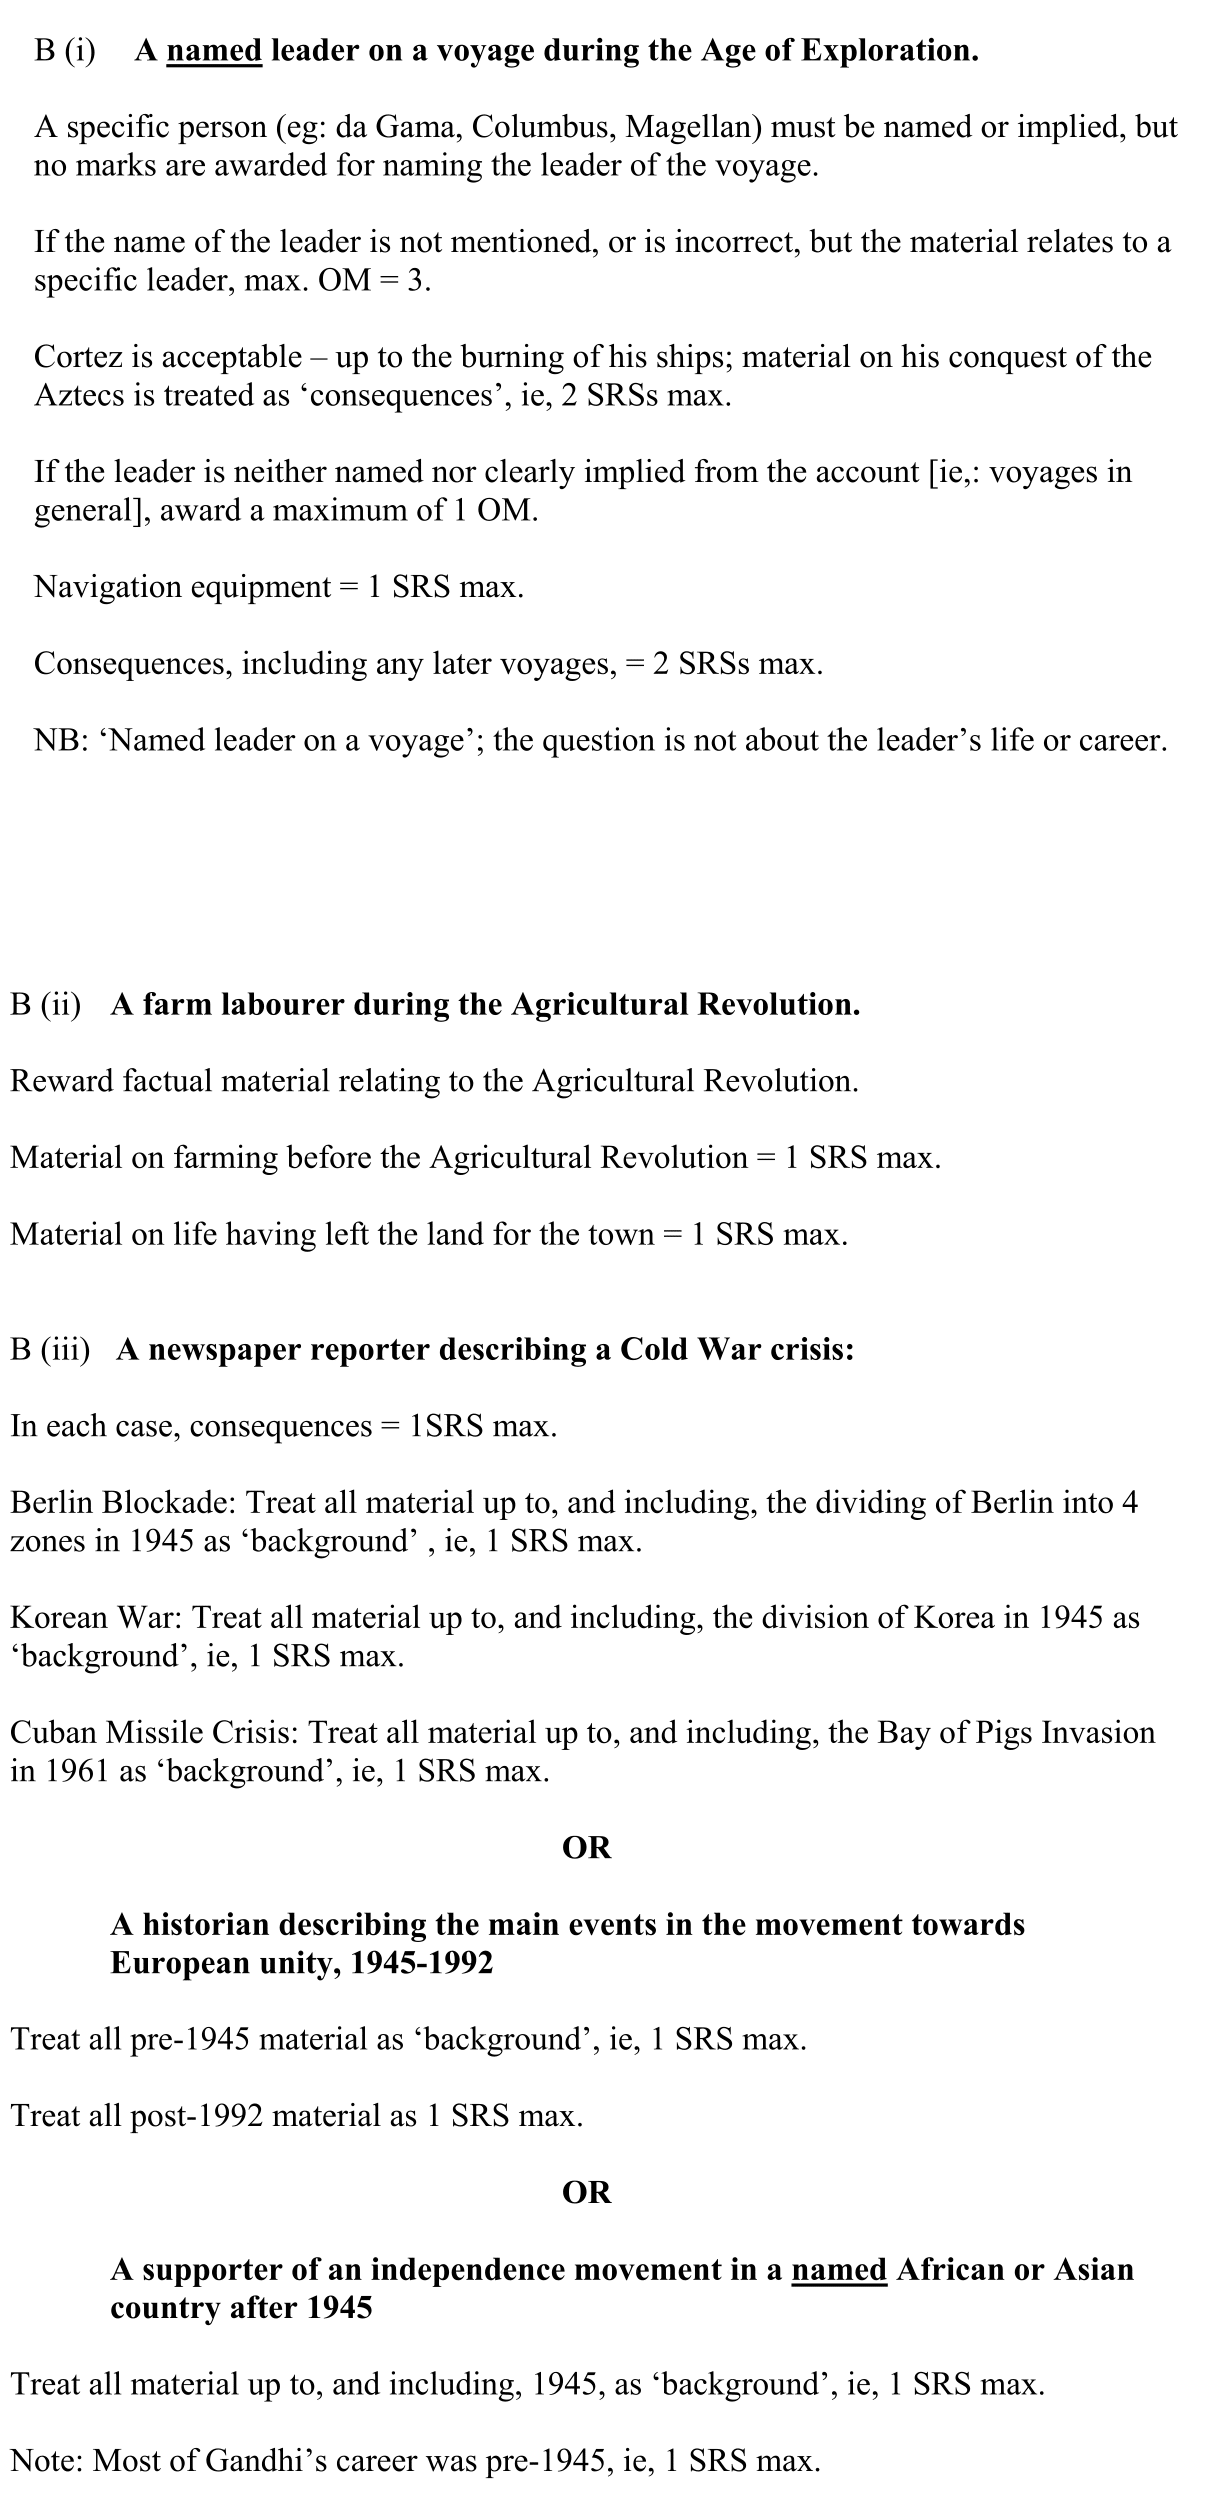 B (i) A named leader on a voyage during the Age of Exploration.
A specific person (eg: da Gama, Columbus, Magellan) must be named or implied, but
no marks are awarded for naming the leader of the voyage.
If the name of the leader is not mentioned, or is incorrect, but the material relates to a
specific leader, max. OM = 3.
Cortez is acceptable – up to the burning of his ships; material on his conquest of the
Aztecs is treated as ‘consequences’, ie, 2 SRSs max.
If the leader is neither named nor clearly implied from the account [ie,: voyages in
general], award a maximum of 1 OM.
Navigation equipment = 1 SRS max.
Consequences, including any later voyages, = 2 SRSs max.
NB: ‘Named leader on a voyage’; the question is not about the leader’s life or career.
B (ii) A farm labourer during the Agricultural Revolution.
Reward factual material relating to the Agricultural Revolution.
Material on farming before the Agricultural Revolution = 1 SRS max.
Material on life having left the land for the town = 1 SRS max.
B (iii) A newspaper reporter describing a Cold War crisis:
In each case, consequences = 1SRS max.
Berlin Blockade: Treat all material up to, and including, the dividing of Berlin into 4
zones in 1945 as ‘background’ , ie, 1 SRS max.
Korean War: Treat all material up to, and including, the division of Korea in 1945 as
‘background’, ie, 1 SRS max.
Cuban Missile Crisis: Treat all material up to, and including, the Bay of Pigs Invasion
in 1961 as ‘background’, ie, 1 SRS max.
OR
A historian describing the main events in the movement towards
European unity, 1945-1992
Treat all pre-1945 material as ‘background’, ie, 1 SRS max.
Treat all post-1992 material as 1 SRS max.
OR
A supporter of an independence movement in a named African or Asian
country after 1945
Treat all material up to, and including, 1945, as ‘background’, ie, 1 SRS max.
Note: Most of Gandhi’s career was pre-1945, ie, 1 SRS max.